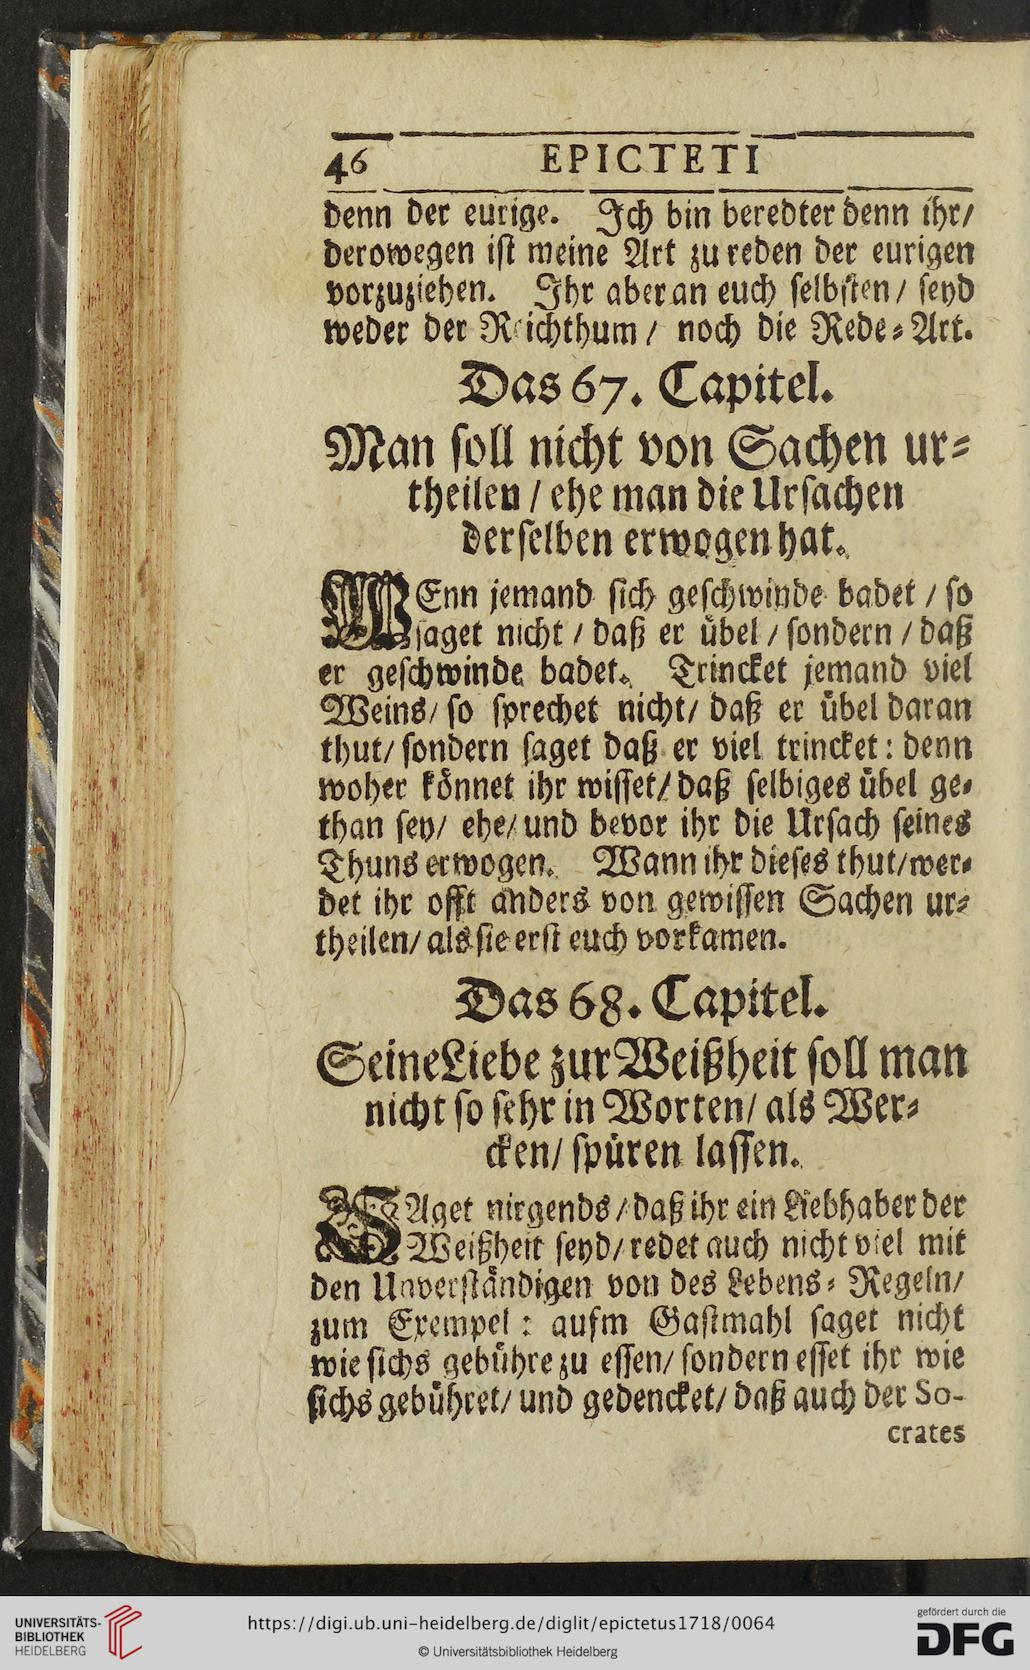 46 EPICTETI
denn der eurige. Ich bin beredter denn ihr/
derowegen ist meine Art zu reden der eurigen
vorzuziehen. Ihr aber an euch selbsten / seyd
weder der Reichthum / noch die Rede-Art.
Das 67. Capitel.
Man soll nicht von Sachen ur-
theilen / ehe man die Ursachen
derselben erwogen hat.
WEnn jemand sich geschwinde badet / so
saget nicht / daß er übel / sondern / daß
er geschwinde badet. Trincket jemand viel
Weins/ so sprechet nicht/ daß er übel daran
thut/ sondern saget daß er viel trincket: denn
woher könnet ihr wisset/ daß selbiges übel ge-
than sey/ ehe/ und bevor ihr die Ursach seines
Thuns erwogen. Wann ihr dieses thut/ wer-
det ihr offt anders von gewissen Sachen ur-
theilen/ als sie erst euch vorkamen.
Das 68. Capitel.
Seine Liebe zur Weißheit soll man
nicht so sehr in Worten/ als Wer-
cken/ spüren lassen.
SAget nirgends / daß ihr ein Liebhaber der
Weißheit seyd/ redet auch nicht viel mit
den Unverständigen von des Lebens-Regeln/
zum Exempel: aufm Gastmahl saget nicht
wie sichs gebühre zu essen/ sondern esset ihr wie
sichs gebühret/ und gedencket/ daß auch der So-
crates
UNIVERSITÄTS-
BIBLIOTHEK
HEIDELBERG
https://digi.ub.uni-heidelberg.de/diglit/epictetus1718/0064
© Universitätsbibliothek Heidelberg
gefördert durch die
DFG